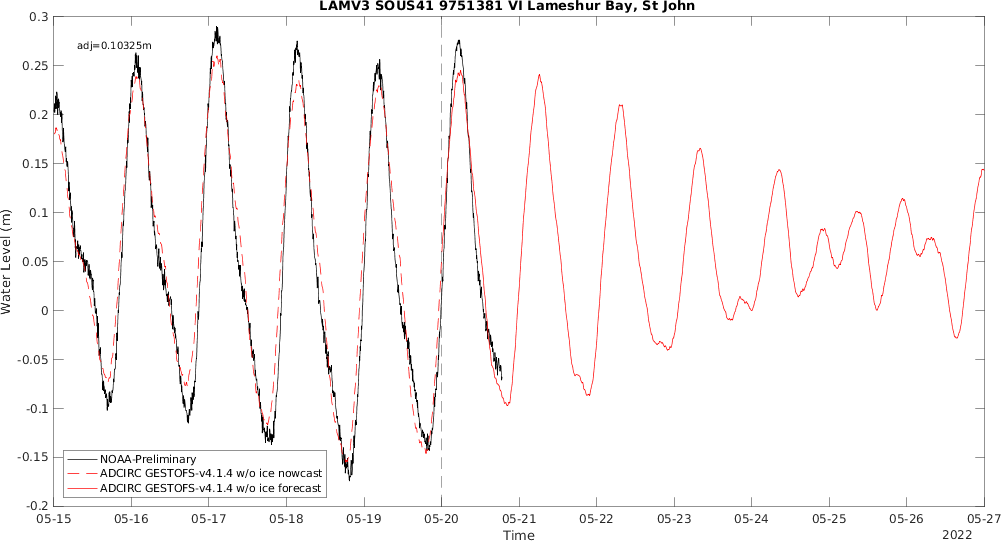 LAMV3 SOUS41 9751381 VI Lameshur Bay, St John
0.3
0.25
0.2
0.15
0.1
0.05
0
-0.05
-0.1
-0.15
-0.2
Water Level (m)
adj=0.10325m
NOAA-Preliminary
ADCIRC GESTOFS-v4.1.4 w/o ice nowcast
ADCIRC GESTOFS-v4.1.4 w/o ice forecast
05-15 05-16 05-17 05-18 05-19 05-20 05-21 05-22 05-23 05-24 05-25 05-26 05-27
Time
2022